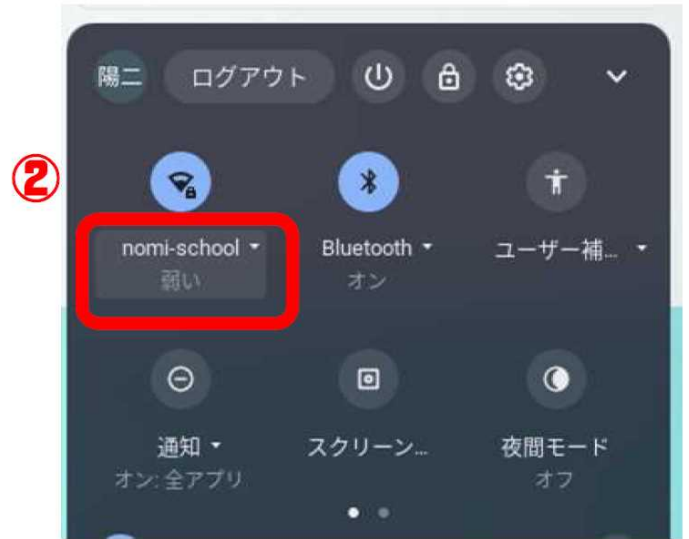 陽二 ログアウト
②
nomi-school Bluetooth ユーザー補...
弱い オン
通知 スクリーン... 夜間モード
オン: 全アプリ オフ